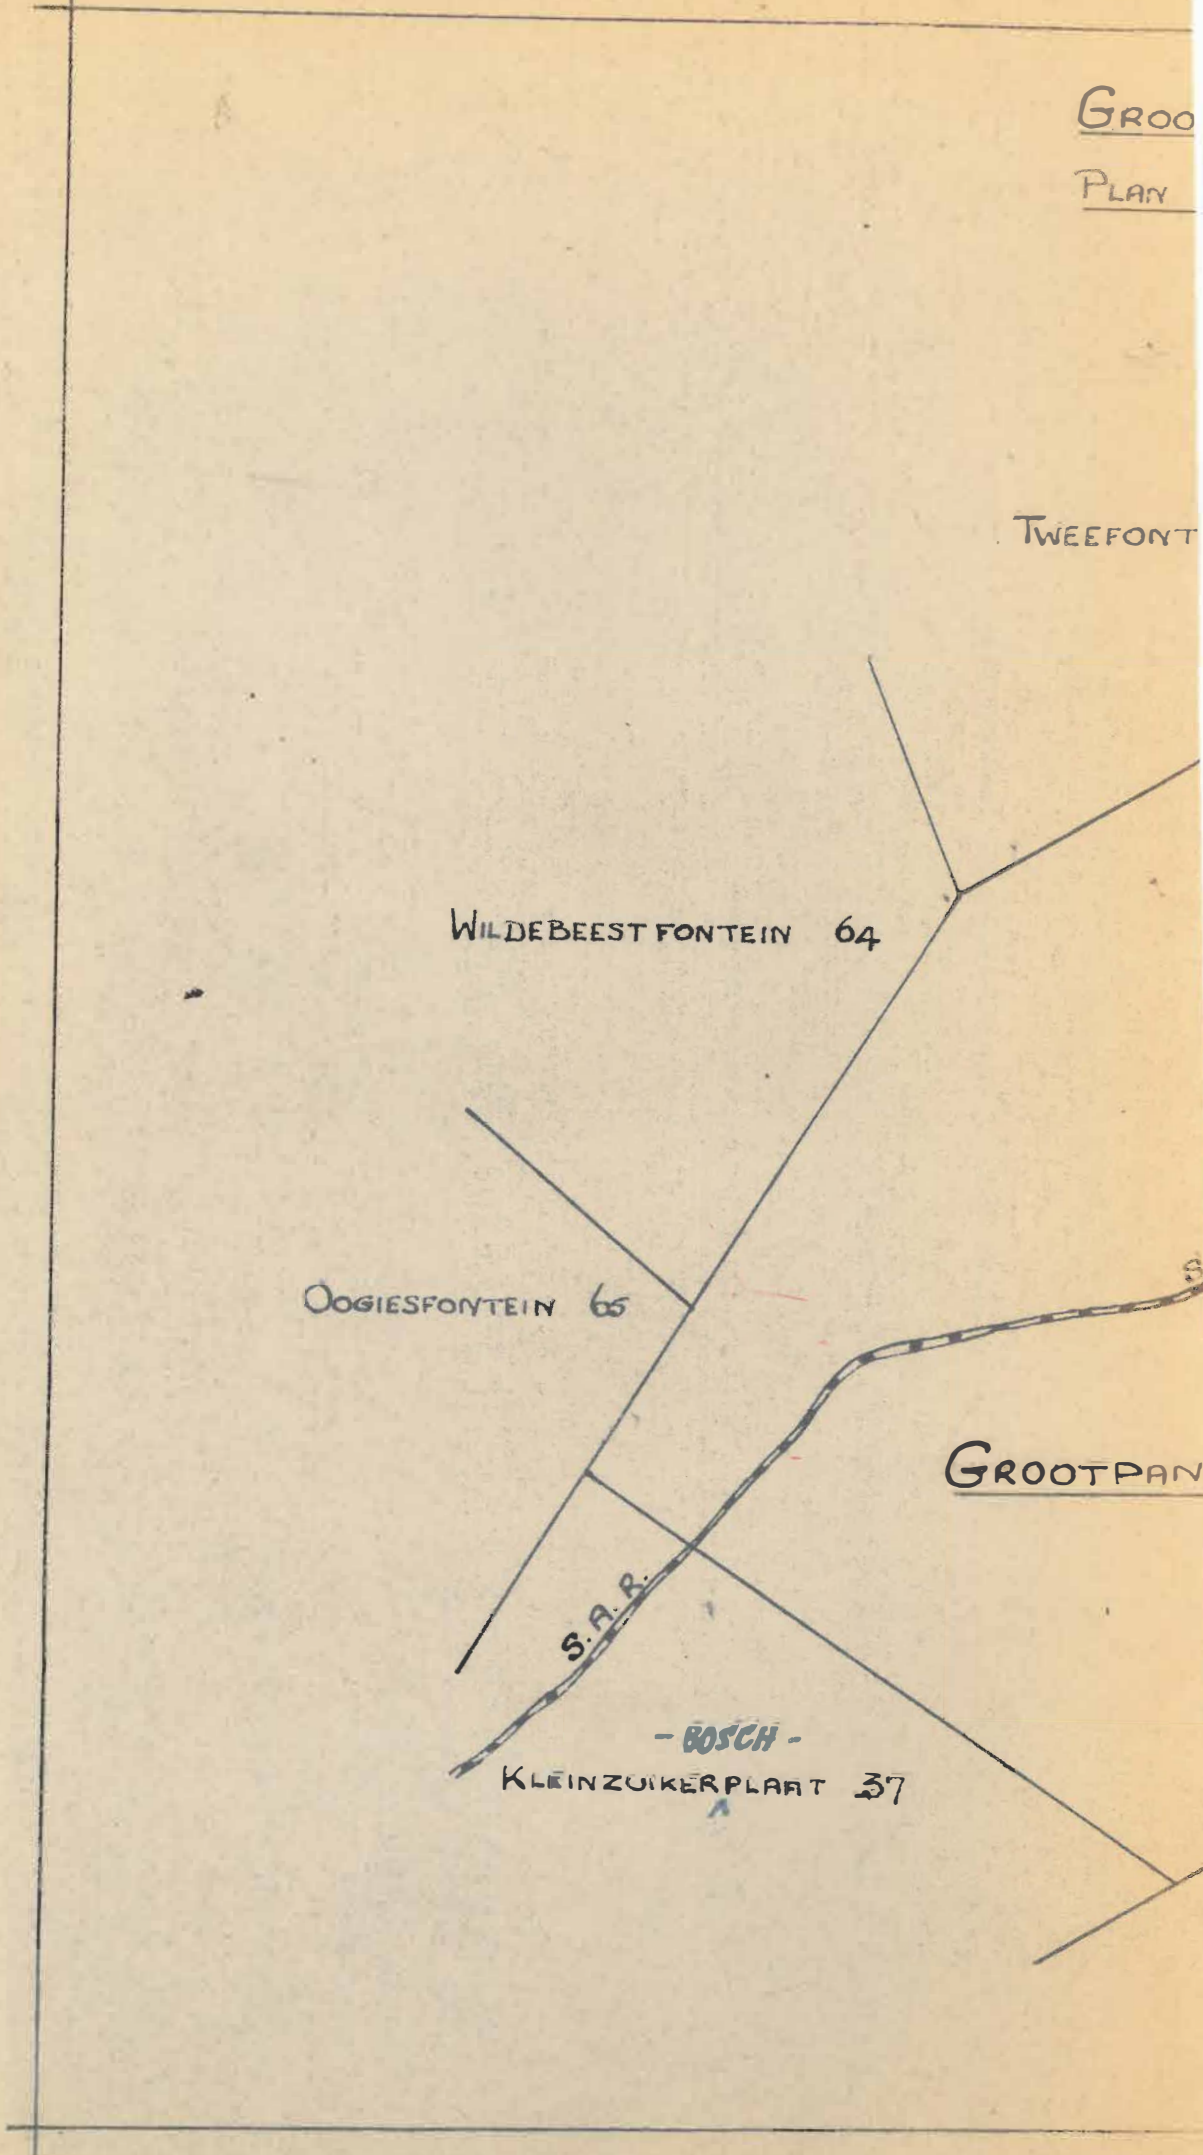 GROO
PLAN
TWEEFONT
WILDEBEESTFONTEIN 64
OOGIESFONTEIN 65
S
GROOTPAN
S.A.R.
- BOSCH -
KLEINZUIKERPLAAT 37